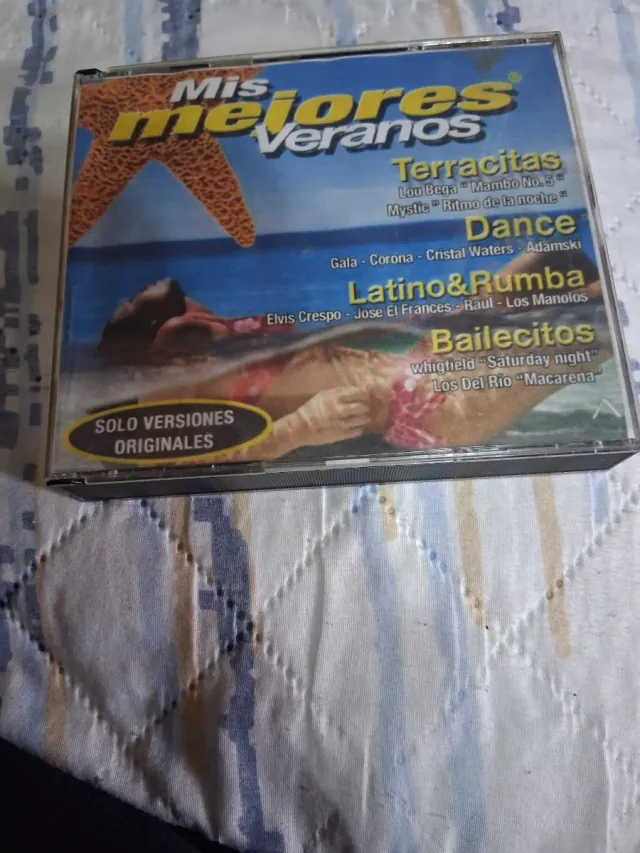 Mis
mejores®
Veranos
Terracitas
Lou Bega "Mambo No. 5"
Mystic "Ritmo de la noche"
Dance
Gala - Corona - Cristal Waters - Adamski
Latino&Rumba
Elvis Crespo - Jose El Frances - Raul - Los Manolos
Bailecitos
whigfield "Saturday night"
Los Del Río "Macarena"
SOLO VERSIONES
ORIGINALES